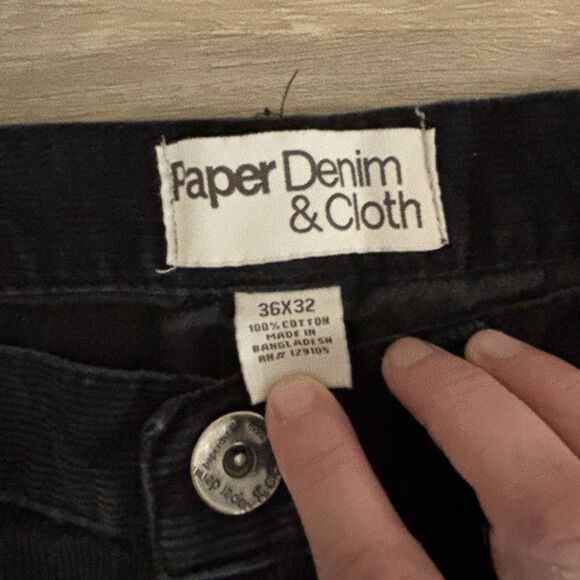 Paper Denim
& Cloth
36X32
100% COTTON
MADE IN
BANGLADESH
RN# 129105